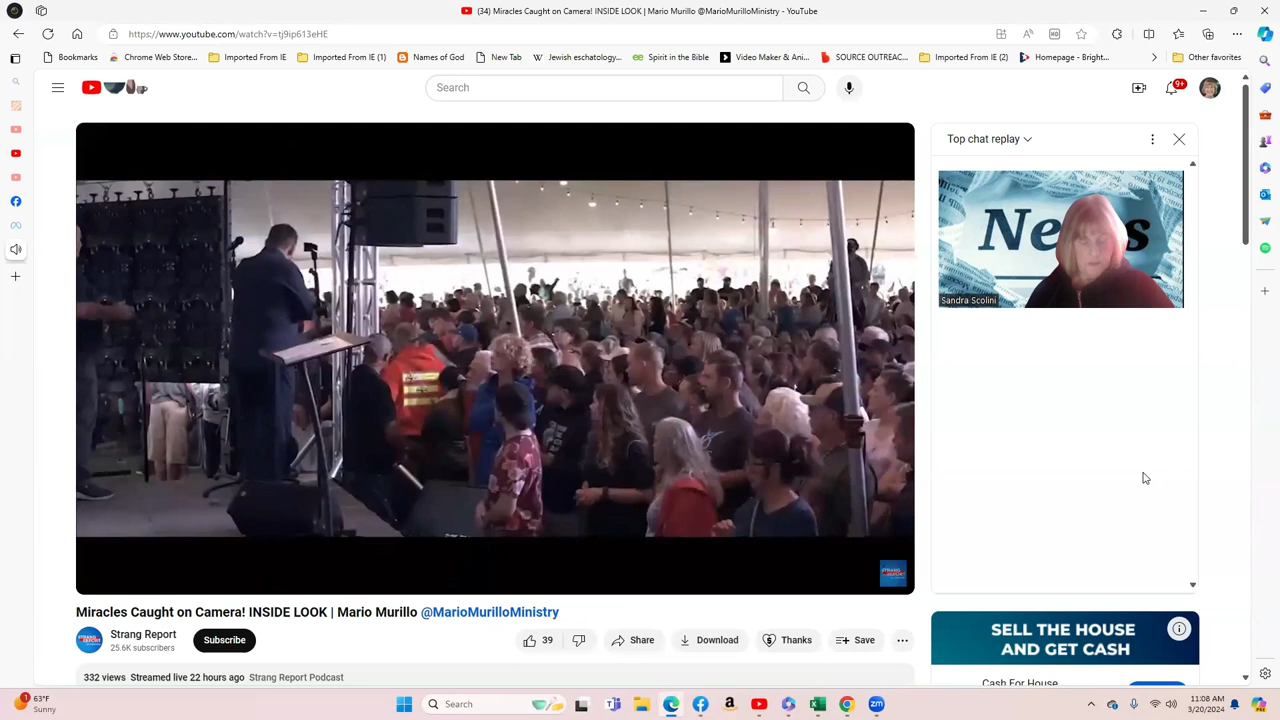 (34) Miracles Caught on Camera! INSIDE LOOK | Mario Murillo @MarioMurilloMinistry - YouTube
https://www.youtube.com/watch?v=tj9ip613eHE
Bookmarks
Chrome Web Store...
Imported From IE
Imported From IE (1)
Names of God
New Tab
Jewish eschatology...
Spirit in the Bible
Video Maker & Ani...
SOURCE OUTREAC...
Imported From IE (2)
Homepage - Bright...
Other favorites
Search
9+
Top chat replay
News
Sandra Scolini
STRANG REPORT
Miracles Caught on Camera! INSIDE LOOK | Mario Murillo @MarioMurilloMinistry
Strang Report
25.6K subscribers
Subscribe
39
Share
Download
Thanks
Save
332 views Streamed live 22 hours ago Strang Report Podcast
SELL THE HOUSE
AND GET CASH
Cash For House
63°F
Sunny
Search
11:08 AM
3/20/2024